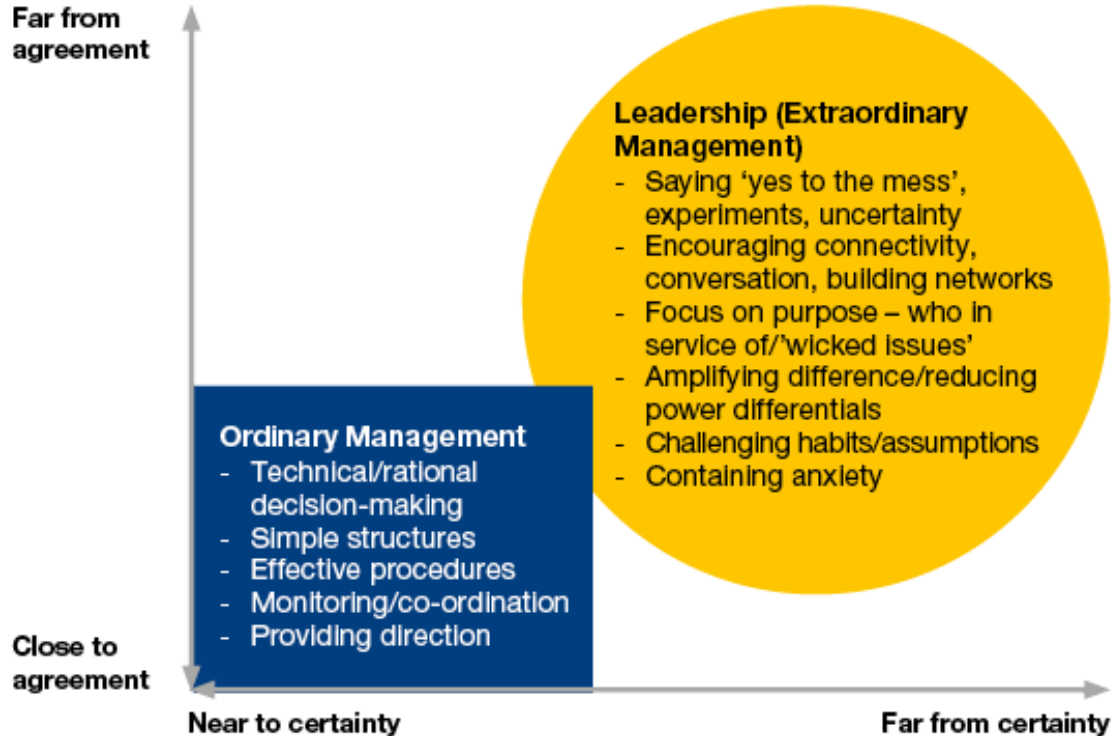 Far from
agreement
Leadership (Extraordinary
Management)
- Saying ‘yes to the mess’,
experiments, uncertainty
- Encouraging connectivity,
conversation, building networks
- Focus on purpose – who in
service of/’wicked issues’
- Amplifying difference/reducing
power differentials
- Challenging habits/assumptions
- Containing anxiety
Ordinary Management
- Technical/rational
decision-making
- Simple structures
- Effective procedures
- Monitoring/co-ordination
- Providing direction
Close to
agreement
Near to certainty
Far from certainty